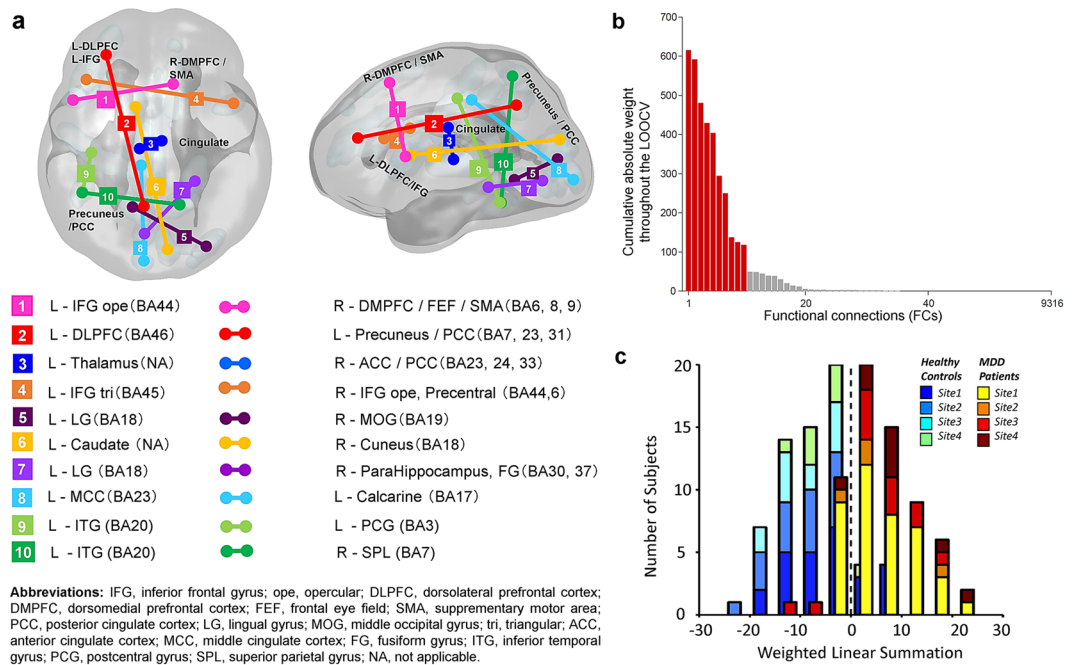 a
L-DLPFC
L-IFG
R-DMPFC /
SMA
1
4
2
3
Cingulate
9
6
7
10
Precuneus
/PCC
5
8
R-DMPFC / SMA
Precuneus / PCC
1
2
Cingulate
4
3
6
L-DLPFC/IFG
9
10
5
8
7
1 L - IFG ope (BA44) R - DMPFC / FEF / SMA (BA6, 8, 9)
2 L - DLPFC (BA46) L - Precuneus / PCC (BA7, 23, 31)
3 L - Thalamus (NA) R - ACC / PCC (BA23, 24, 33)
4 L - IFG tri (BA45) R - IFG ope, Precentral (BA44,6)
5 L - LG (BA18) R - MOG (BA19)
6 L - Caudate (NA) R - Cuneus (BA18)
7 L - LG (BA18) R - ParaHippocampus, FG (BA30, 37)
8 L - MCC (BA23) L - Calcarine (BA17)
9 L - ITG (BA20) L - PCG (BA3)
10 L - ITG (BA20) R - SPL (BA7)
Abbreviations: IFG, inferior frontal gyrus; ope, opercular; DLPFC, dorsolateral prefrontal cortex;
DMPFC, dorsomedial prefrontal cortex; FEF, frontal eye field; SMA, supprementary motor area;
PCC, posterior cingulate cortex; LG, lingual gyrus; MOG, middle occipital gyrus; tri, triangular; ACC,
anterior cingulate cortex; MCC, middle cingulate cortex; FG, fusiform gyrus; ITG, inferior temporal
gyrus; PCG, postcentral gyrus; SPL, superior parietal gyrus; NA, not applicable.
b
Cumulative absolute weight
throughout the LOOCV
700
600
500
400
300
200
100
0
1 20 40 9316
Functional connections (FCs)
c
Number of Subjects
20
15
10
5
0
-30 -20 -10 0 10 20 30
Weighted Linear Summation
Healthy
Controls
Site1
Site2
Site3
Site4
MDD
Patients
Site1
Site2
Site3
Site4